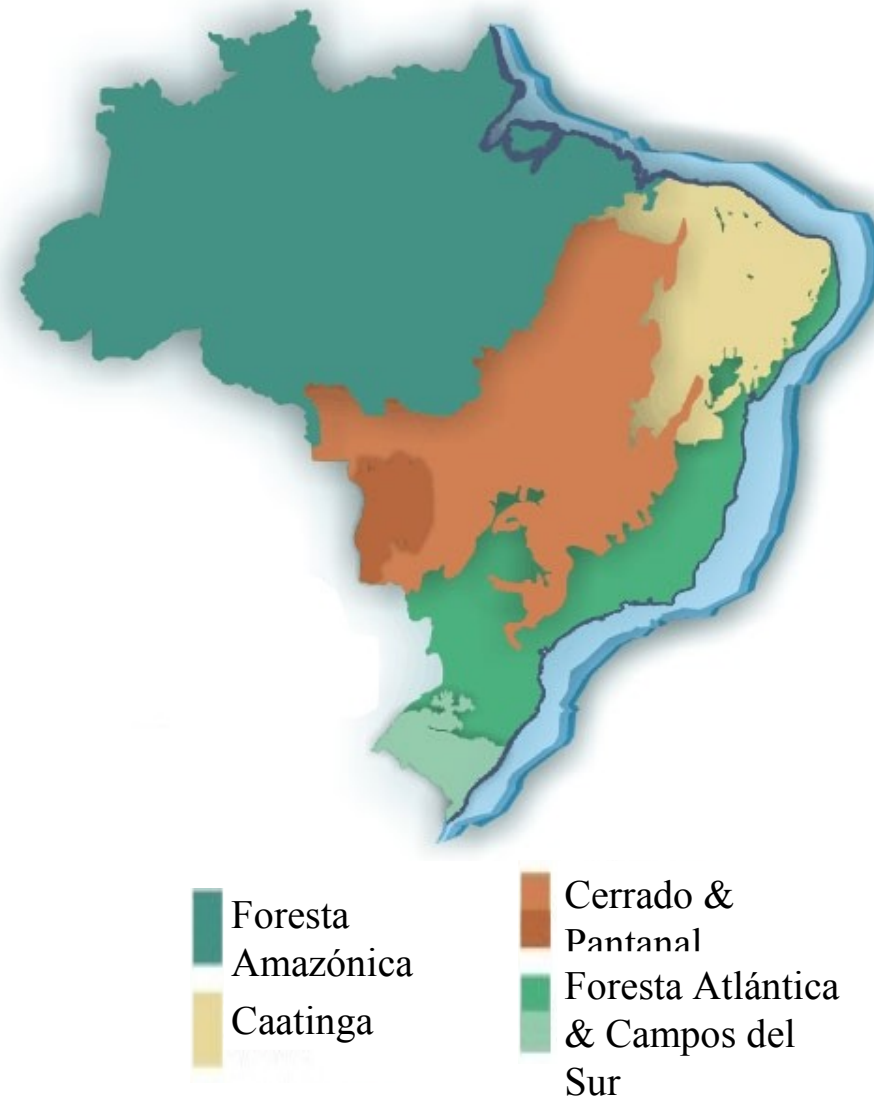 Foresta
Amazónica
Caatinga
Cerrado &
Pantanal
Foresta Atlántica
& Campos del
Sur